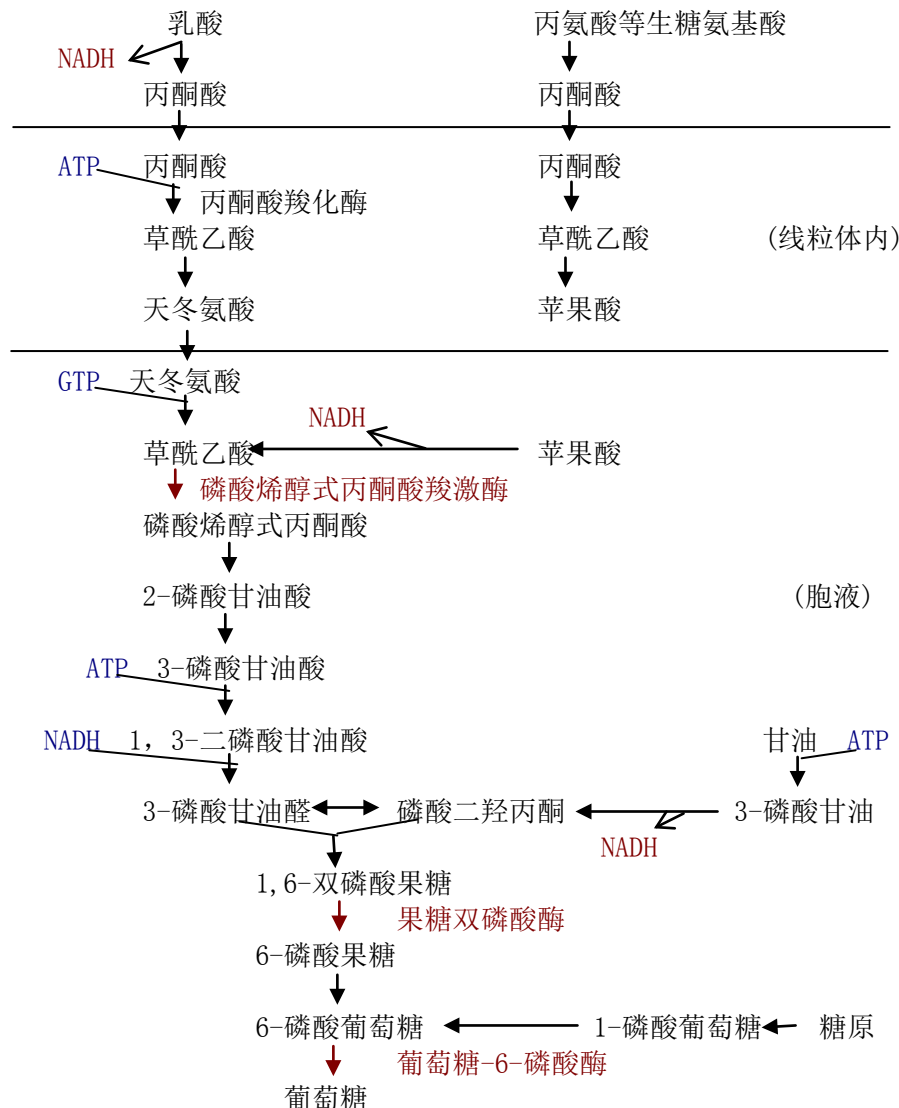 乳酸 丙氨酸等生糖氨基酸
NADH
丙酮酸 丙酮酸
ATP 丙酮酸 丙酮酸
丙酮酸羧化酶
草酰乙酸 草酰乙酸 (线粒体内)
天冬氨酸 苹果酸
GTP 天冬氨酸
NADH
草酰乙酸 苹果酸
磷酸烯醇式丙酮酸羧激酶
磷酸烯醇式丙酮酸
2-磷酸甘油酸 (胞液)
ATP 3-磷酸甘油酸
NADH 1，3-二磷酸甘油酸 甘油 ATP
3-磷酸甘油醛 磷酸二羟丙酮 3-磷酸甘油
NADH
1,6-双磷酸果糖
果糖双磷酸酶
6-磷酸果糖
6-磷酸葡萄糖 1-磷酸葡萄糖 糖原
葡萄糖-6-磷酸酶
葡萄糖